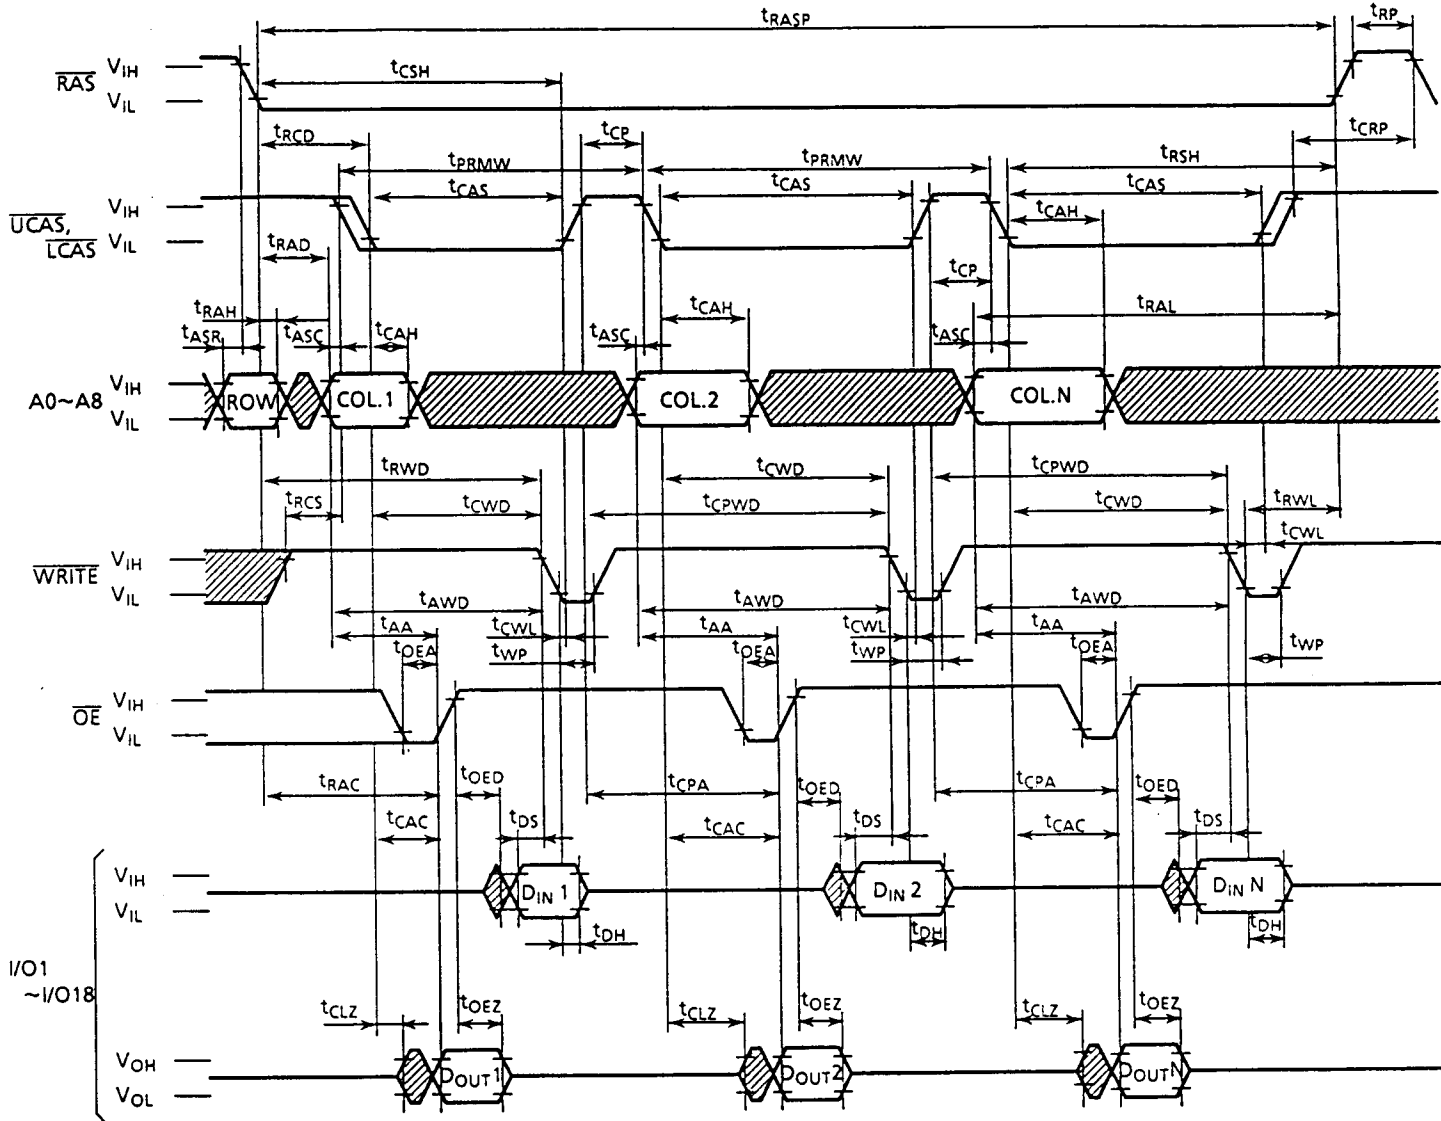 tRASP tRP
tCSH
RAS VIH
VIL
tRCD tCP tCRP
tPRMW tPRMW tRSH
tCAS tCAS tCAS
UCAS, VIH
LCAS VIL
tCAH
tRAD
tCP
tRAH tCAH tRAL
tASR tASC tCAH tASC tASC
A0~A8 VIH
VIL
ROW COL.1 COL.2 COL.N
tRWD tCWD tCPWD
tRCS tCWD tCPWD tCWD tRWL
tCWL
WRITE VIH
VIL
tAWD tAWD tAWD
tAA tCWL tAA tCWL tAA
tOEA tWP tOEA tWP tOEA tWP
OE VIH
VIL
tRAC tOED tCPA tOED tCPA tOED
tCAC tDS tCAC tDS tCAC tDS
VIH
VIL
DIN 1 DIN 2 DIN N
tDH tDH tDH
I/O1
~I/O18
tCLZ tOEZ tCLZ tOEZ tCLZ tOEZ
VOH
VOL
DOUT1 DOUT2 DOUTN